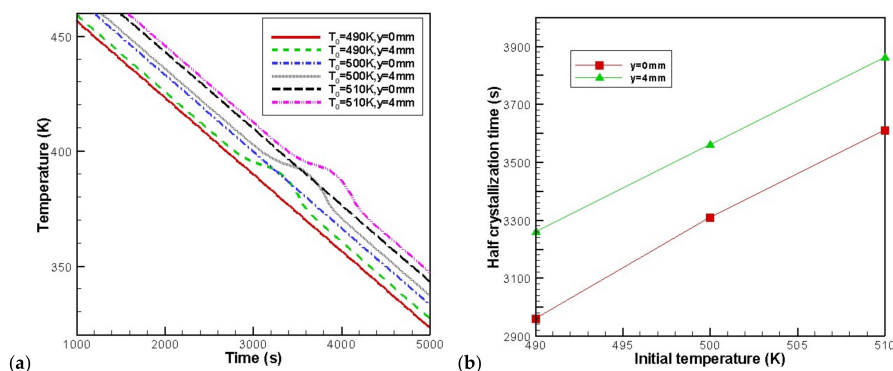 450
400
350
1000
2000
3000
4000
5000
Temperature (K)
Time (s)
T₀=490K,y=0mm
T₀=490K,y=4mm
T₀=500K,y=0mm
T₀=500K,y=4mm
T₀=510K,y=0mm
T₀=510K,y=4mm
(a)
3900
3700
3500
3300
3100
2900
490
495
500
505
510
Half crystallization time (s)
Initial temperature (K)
y=0mm
y=4mm
(b)